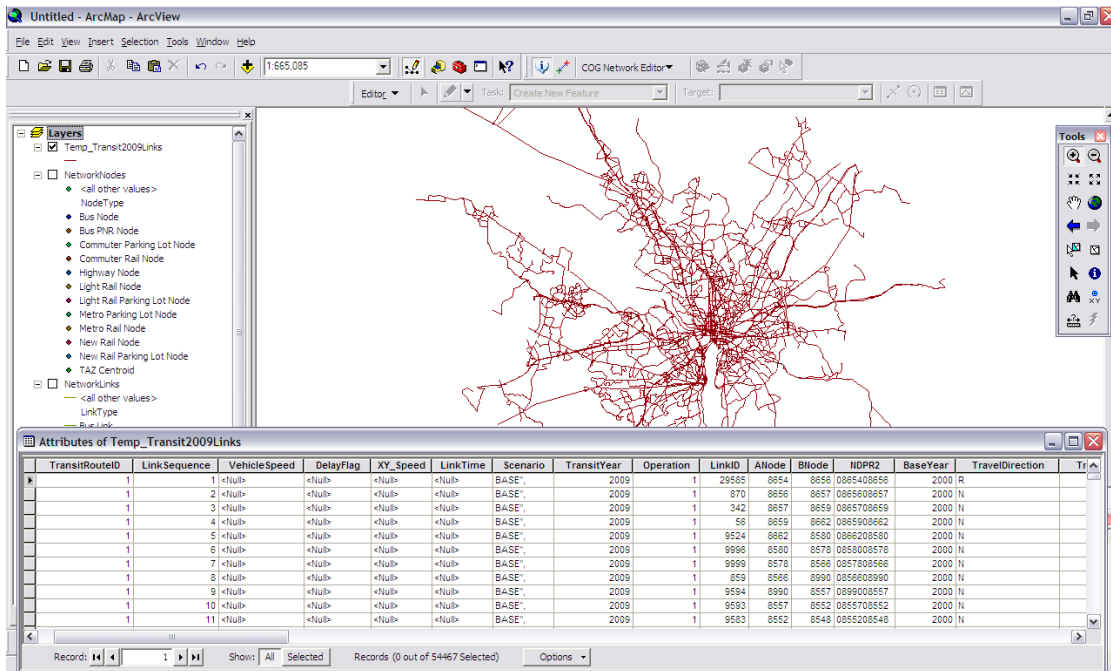 Untitled - ArcMap - ArcView
File Edit View Insert Selection Tools Window Help
1:665,085 COG Network Editor
Editor Task: Create New Feature Target:
Layers
Temp_Transit2009Links
NetworkNodes
<all other values>
NodeType
Bus Node
Bus PNR Node
Commuter Parking Lot Node
Commuter Rail Node
Highway Node
Light Rail Node
Light Rail Parking Lot Node
Metro Parking Lot Node
Metro Rail Node
New Rail Node
New Rail Parking Lot Node
TAZ Centroid
NetworkLinks
<all other values>
LinkType
Bus Link
Tools
XY
Attributes of Temp_Transit2009Links
TransitRouteID LinkSequence VehicleSpeed DelayFlag XY_Speed LinkTime Scenario TransitYear Operation LinkID ANode BNode NDPR2 BaseYear TravelDirection Tr
1 1 <Null> <Null> <Null> <Null> BASE", 2009 1 29585 8654 8656 0865408656 2000 R
1 2 <Null> <Null> <Null> <Null> BASE", 2009 1 870 8656 8657 0865608657 2000 N
1 3 <Null> <Null> <Null> <Null> BASE", 2009 1 342 8657 8659 0865708659 2000 N
1 4 <Null> <Null> <Null> <Null> BASE", 2009 1 56 8659 8662 0865908662 2000 N
1 5 <Null> <Null> <Null> <Null> BASE", 2009 1 9524 8662 8580 0866208580 2000 N
1 6 <Null> <Null> <Null> <Null> BASE", 2009 1 9996 8580 8578 0858008578 2000 N
1 7 <Null> <Null> <Null> <Null> BASE", 2009 1 9999 8578 8566 0857808566 2000 N
1 8 <Null> <Null> <Null> <Null> BASE", 2009 1 859 8566 8990 0856608990 2000 N
1 9 <Null> <Null> <Null> <Null> BASE", 2009 1 9594 8990 8557 0899008557 2000 N
1 10 <Null> <Null> <Null> <Null> BASE", 2009 1 9593 8557 8552 0855708552 2000 N
1 11 <Null> <Null> <Null> <Null> BASE", 2009 1 9583 8552 8548 0855208548 2000 N
Record: 1 Show: All Selected Records (0 out of 54467 Selected) Options